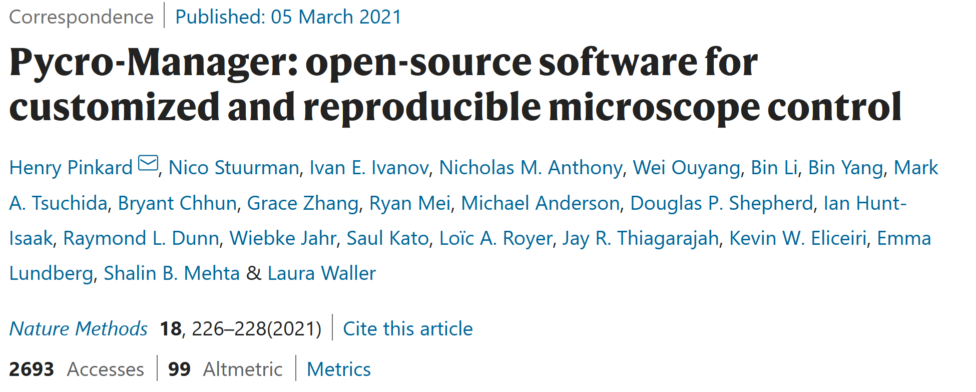 Correspondence | Published: 05 March 2021
Pycro-Manager: open-source software for
customized and reproducible microscope control
Henry Pinkard, Nico Stuurman, Ivan E. Ivanov, Nicholas M. Anthony, Wei Ouyang, Bin Li, Bin Yang, Mark
A. Tsuchida, Bryant Chhun, Grace Zhang, Ryan Mei, Michael Anderson, Douglas P. Shepherd, Ian Hunt-
Isaak, Raymond L. Dunn, Wiebke Jahr, Saul Kato, Loïc A. Royer, Jay R. Thiagarajah, Kevin W. Eliceiri, Emma
Lundberg, Shalin B. Mehta & Laura Waller
Nature Methods 18, 226–228(2021) | Cite this article
2693 Accesses | 99 Altmetric | Metrics